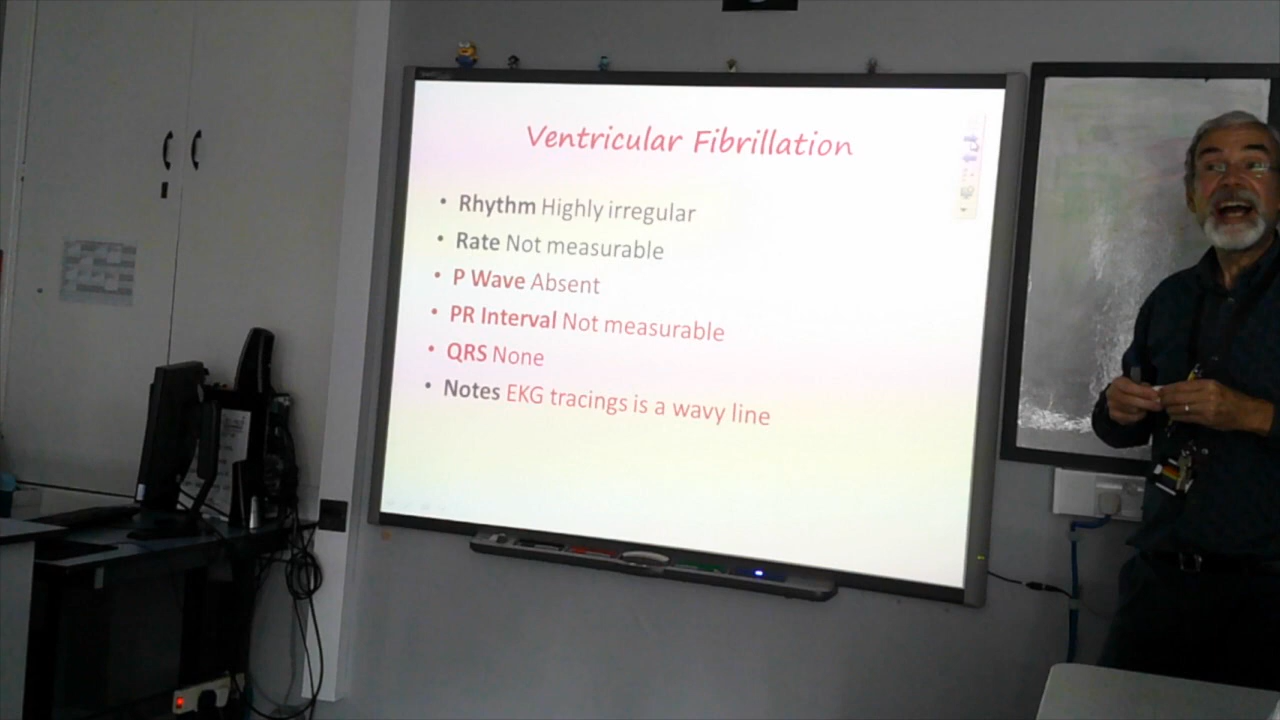 Ventricular Fibrillation
• Rhythm Highly irregular
• Rate Not measurable
• P Wave Absent
• PR Interval Not measurable
• QRS None
• Notes EKG tracings is a wavy line